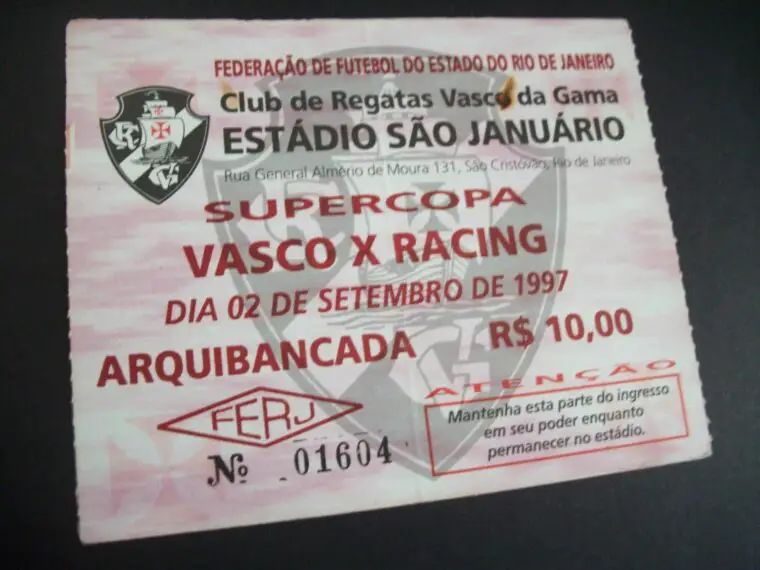 FEDERAÇÃO DE FUTEBOL DO ESTADO DO RIO DE JANEIRO
Club de Regatas Vasco da Gama
ESTÁDIO SÃO JANUÁRIO
Rua General Almério de Moura 131, São Cristóvão, Rio de Janeiro
SUPERCOPA
VASCO X RACING
DIA 02 DE SETEMBRO DE 1997
ARQUIBANCADA R$ 10,00
ATENÇÃO
Mantenha esta parte do ingresso
em seu poder enquanto
permanecer no estádio.
FERJ
Nº 01604